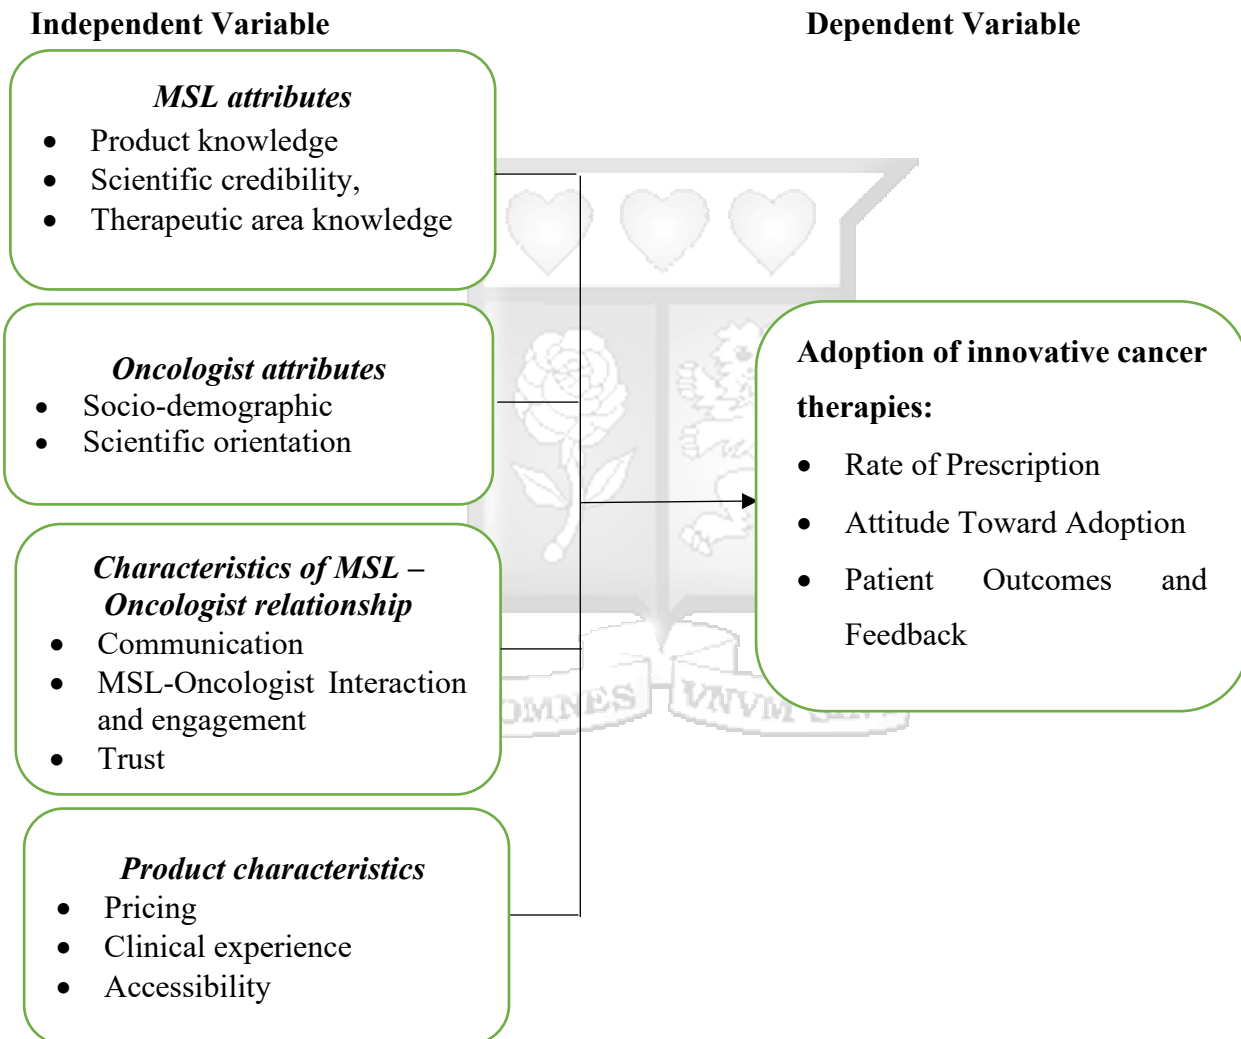 Independent Variable
Dependent Variable
MSL attributes
• Product knowledge
• Scientific credibility,
• Therapeutic area knowledge
Oncologist attributes
• Socio-demographic
• Scientific orientation
Characteristics of MSL –
Oncologist relationship
• Communication
• MSL-Oncologist Interaction
and engagement
• Trust
Product characteristics
• Pricing
• Clinical experience
• Accessibility
Adoption of innovative cancer
therapies:
• Rate of Prescription
• Attitude Toward Adoption
• Patient Outcomes and
Feedback
OMNES VNVM